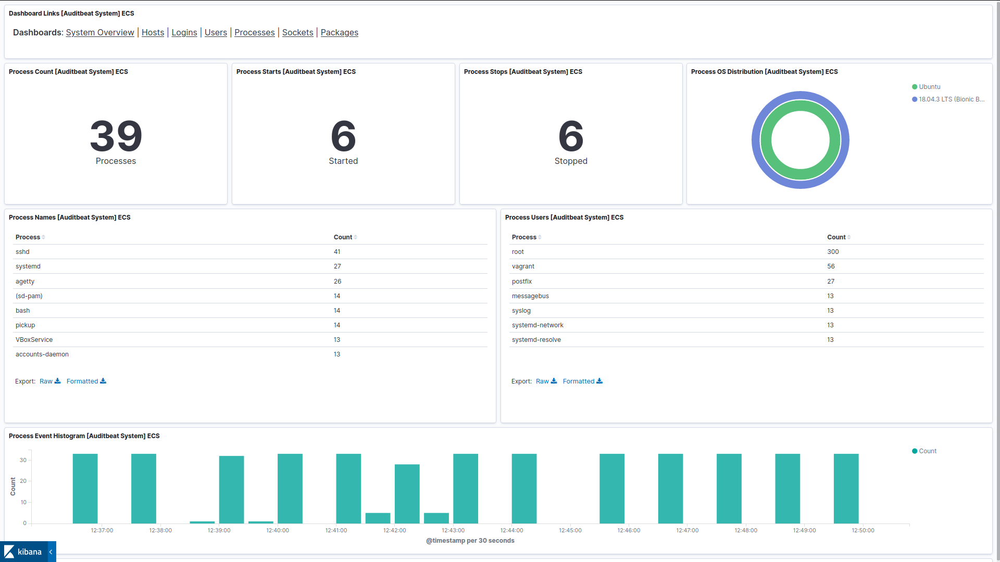 Dashboard Links [Auditbeat System] ECS
Dashboards: System Overview | Hosts | Logins | Users | Processes | Sockets | Packages
Process Count [Auditbeat System] ECS
39
Processes
Process Starts [Auditbeat System] ECS
6
Started
Process Stops [Auditbeat System] ECS
6
Stopped
Process OS Distribution [Auditbeat System] ECS
Ubuntu
18.04.3 LTS (Bionic B...
Process Names [Auditbeat System] ECS
Process Count
sshd 41
systemd 27
agetty 26
(sd-pam) 14
bash 14
pickup 14
VBoxService 13
accounts-daemon 13
Export: Raw Formatted
Process Users [Auditbeat System] ECS
Process Count
root 300
vagrant 56
postfix 27
messagebus 13
syslog 13
systemd-network 13
systemd-resolve 13
Export: Raw Formatted
Process Event Histogram [Auditbeat System] ECS
Count
30
20
10
0
Count
12:37:00 12:38:00 12:39:00 12:40:00 12:41:00 12:42:00 12:43:00 12:44:00 12:45:00 12:46:00 12:47:00 12:48:00 12:49:00 12:50:00
@timestamp per 30 seconds
kibana